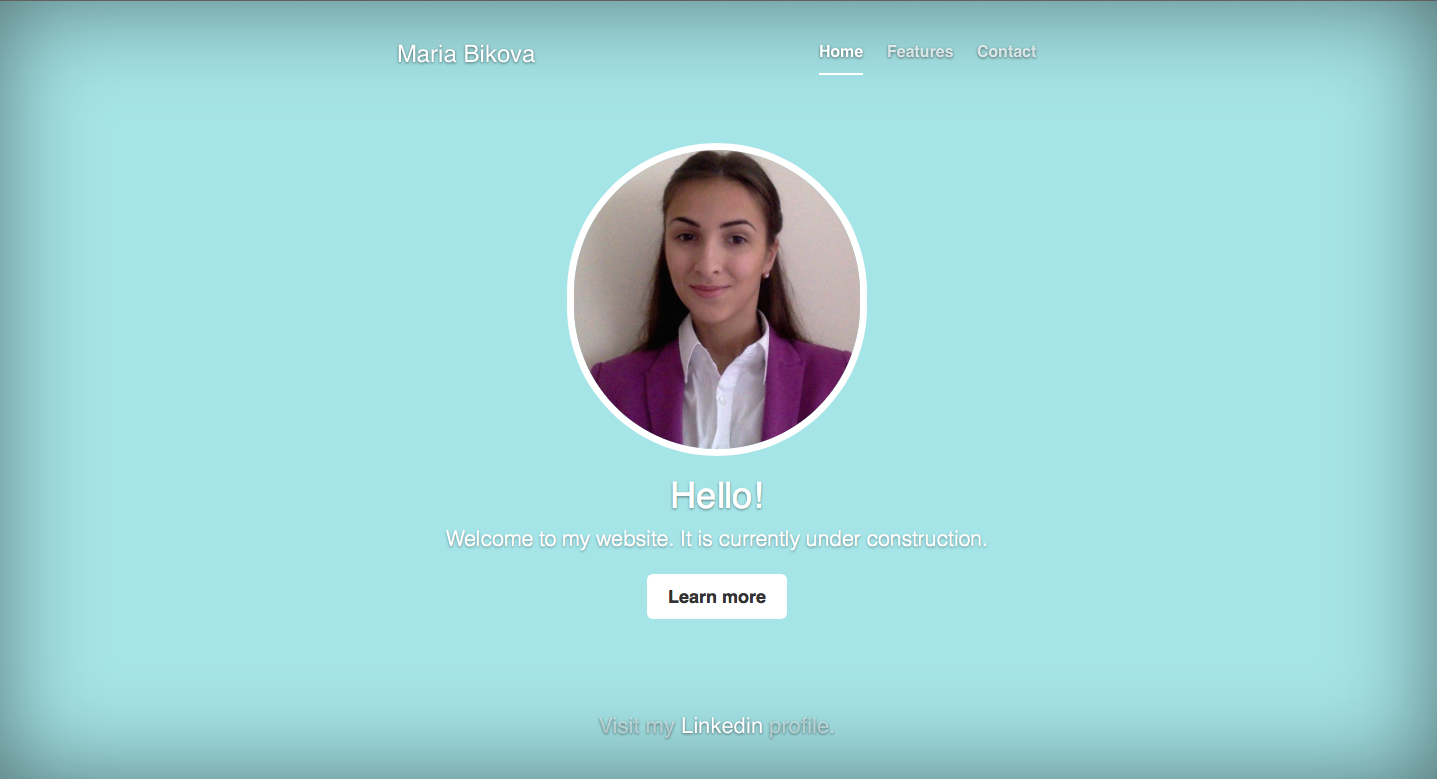 Maria Bikova
Home Features Contact
Hello!
Welcome to my website. It is currently under construction.
Learn more
Visit my Linkedin profile.